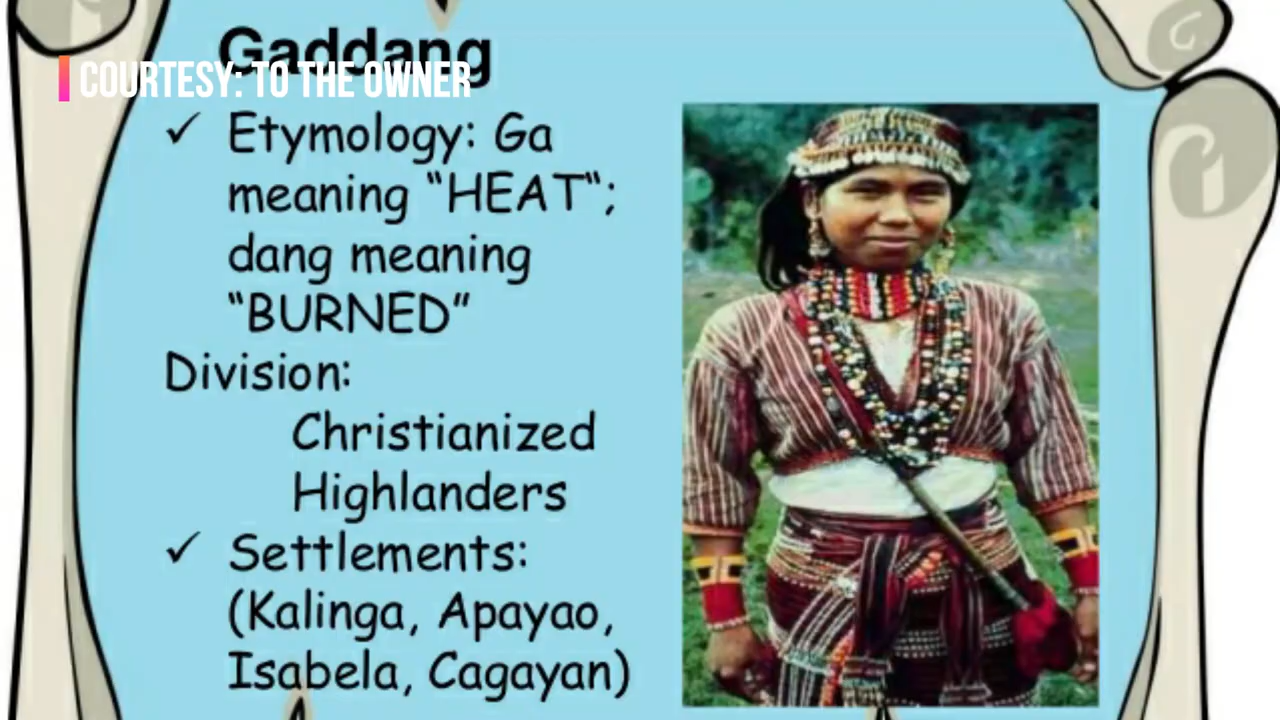 Gaddang
COURTESY: TO THE OWNER
✓ Etymology: Ga
meaning “HEAT“;
dang meaning
“BURNED”
Division:
Christianized
Highlanders
✓ Settlements:
(Kalinga, Apayao,
Isabela, Cagayan)